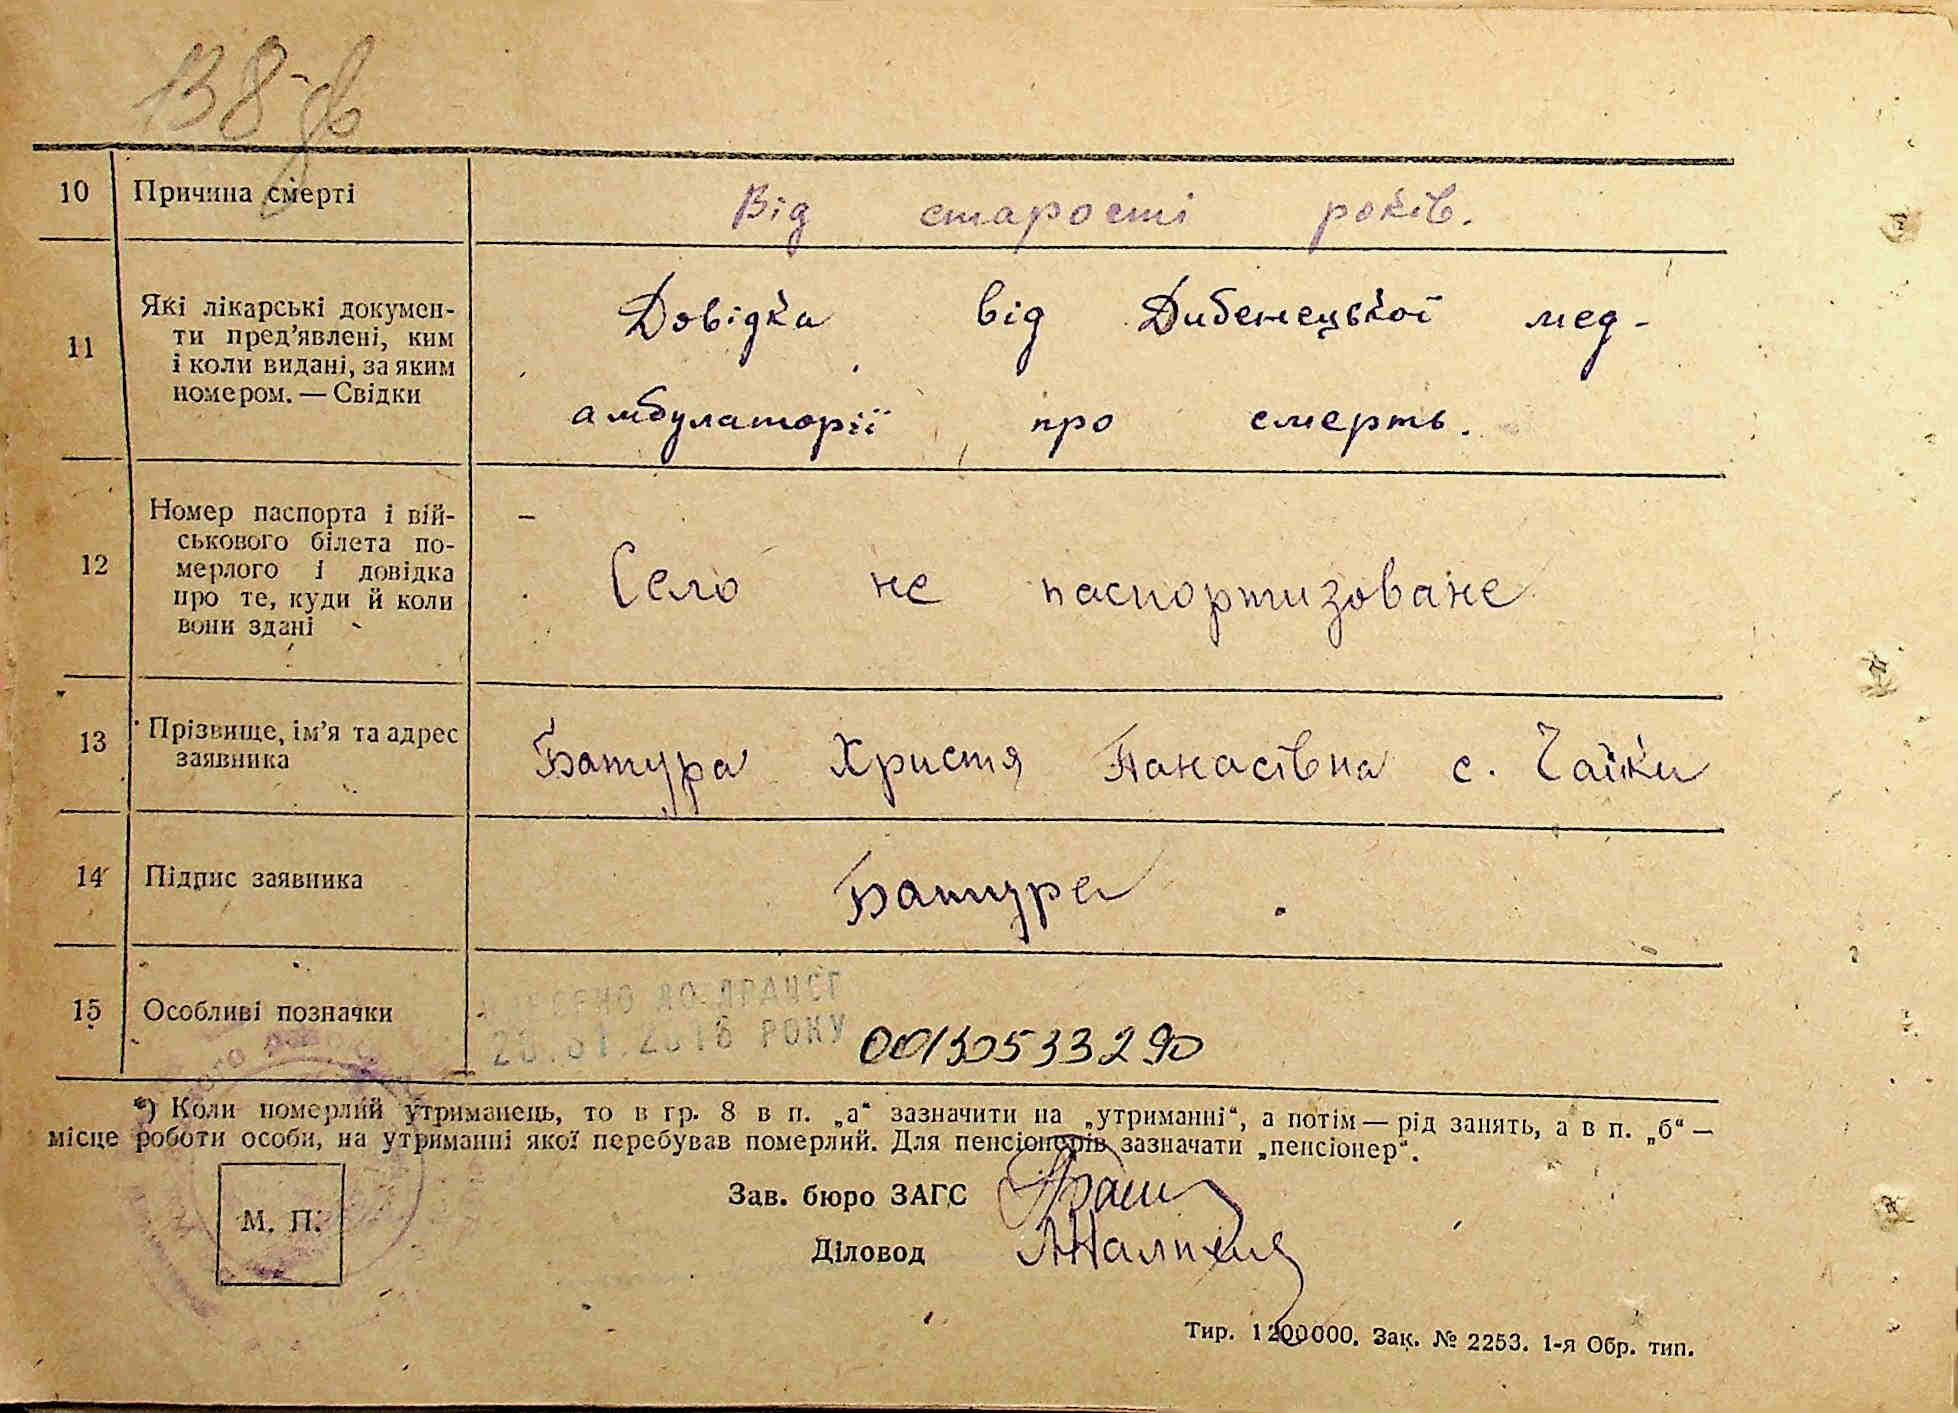 138
10 Причина смерті Від старості років.
11 Які лікарські документи
ти пред’явлені, ким
і коли видані, за яким
номером. — Свідки
Довідка від Дибенецької мед-
амбулаторії про смерть.
12 Номер паспорта і вій-
ськового білета по-
мерлого і довідка
про те, куди й коли
вони здані
Село не паспортизоване
13 Прізвище, ім’я та адрес
заявника
Батура Христя Панасівна с. Чайки
14 Підпис заявника Батура
15 Особливі позначки
ДО ДРАЦСГ
РОКУ 00130533290
*) Коли померлий утриманець, то в гр. 8 в п. „а“ зазначити на „утриманні“, а потім — рід занять, а в п. „б“ —
місце роботи особи, на утриманні якої перебував померлий. Для пенсіонерів зазначати „пенсіонер“.
М. П.
Зав. бюро ЗАГС
Діловод
Тир. 1200000. Зак. № 2253. 1-я Обр. тип.